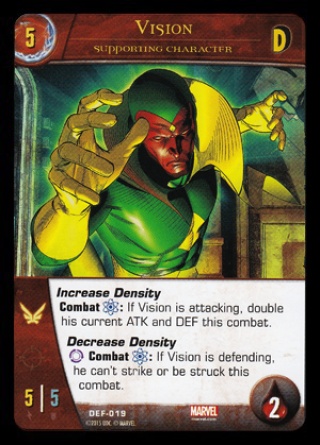 5
Vision
D
Supporting Character
Increase Density
Combat : If Vision is attacking, double
his current ATK and DEF this combat.
Decrease Density
Combat : If Vision is defending,
he can't strike or be struck this
combat.
5 | 5
DEF-019
MARVEL
2